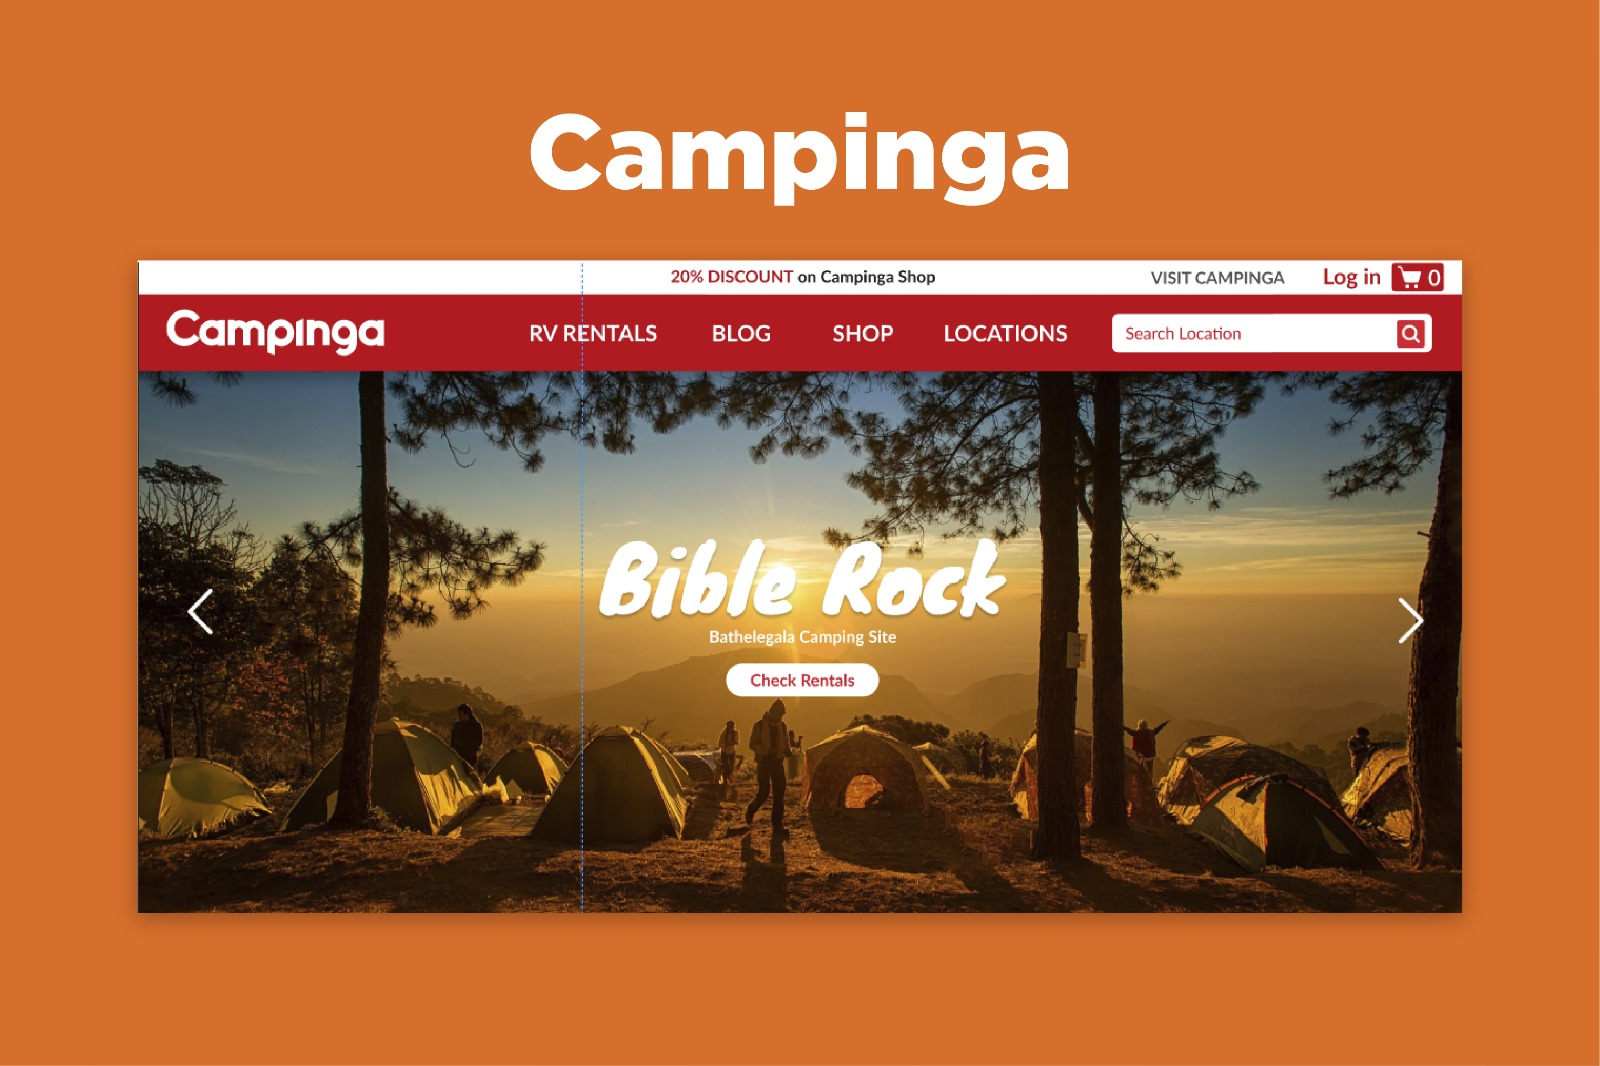 Campinga
20% DISCOUNT on Campinga Shop
VISIT CAMPINGA
Log in
0
Campinga
RV RENTALS
BLOG
SHOP
LOCATIONS
Search Location
Bible Rock
Bathelegala Camping Site
Check Rentals